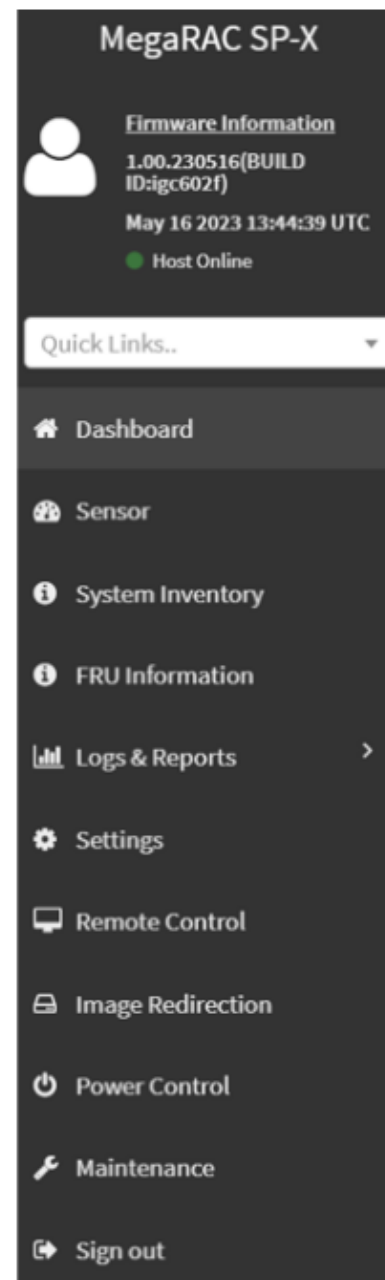 MegaRAC SP-X
Firmware Information
1.00.230516(BUILD
ID:igc602f)
May 16 2023 13:44:39 UTC
Host Online
Quick Links..
Dashboard
Sensor
System Inventory
FRU Information
Logs & Reports
Settings
Remote Control
Image Redirection
Power Control
Maintenance
Sign out